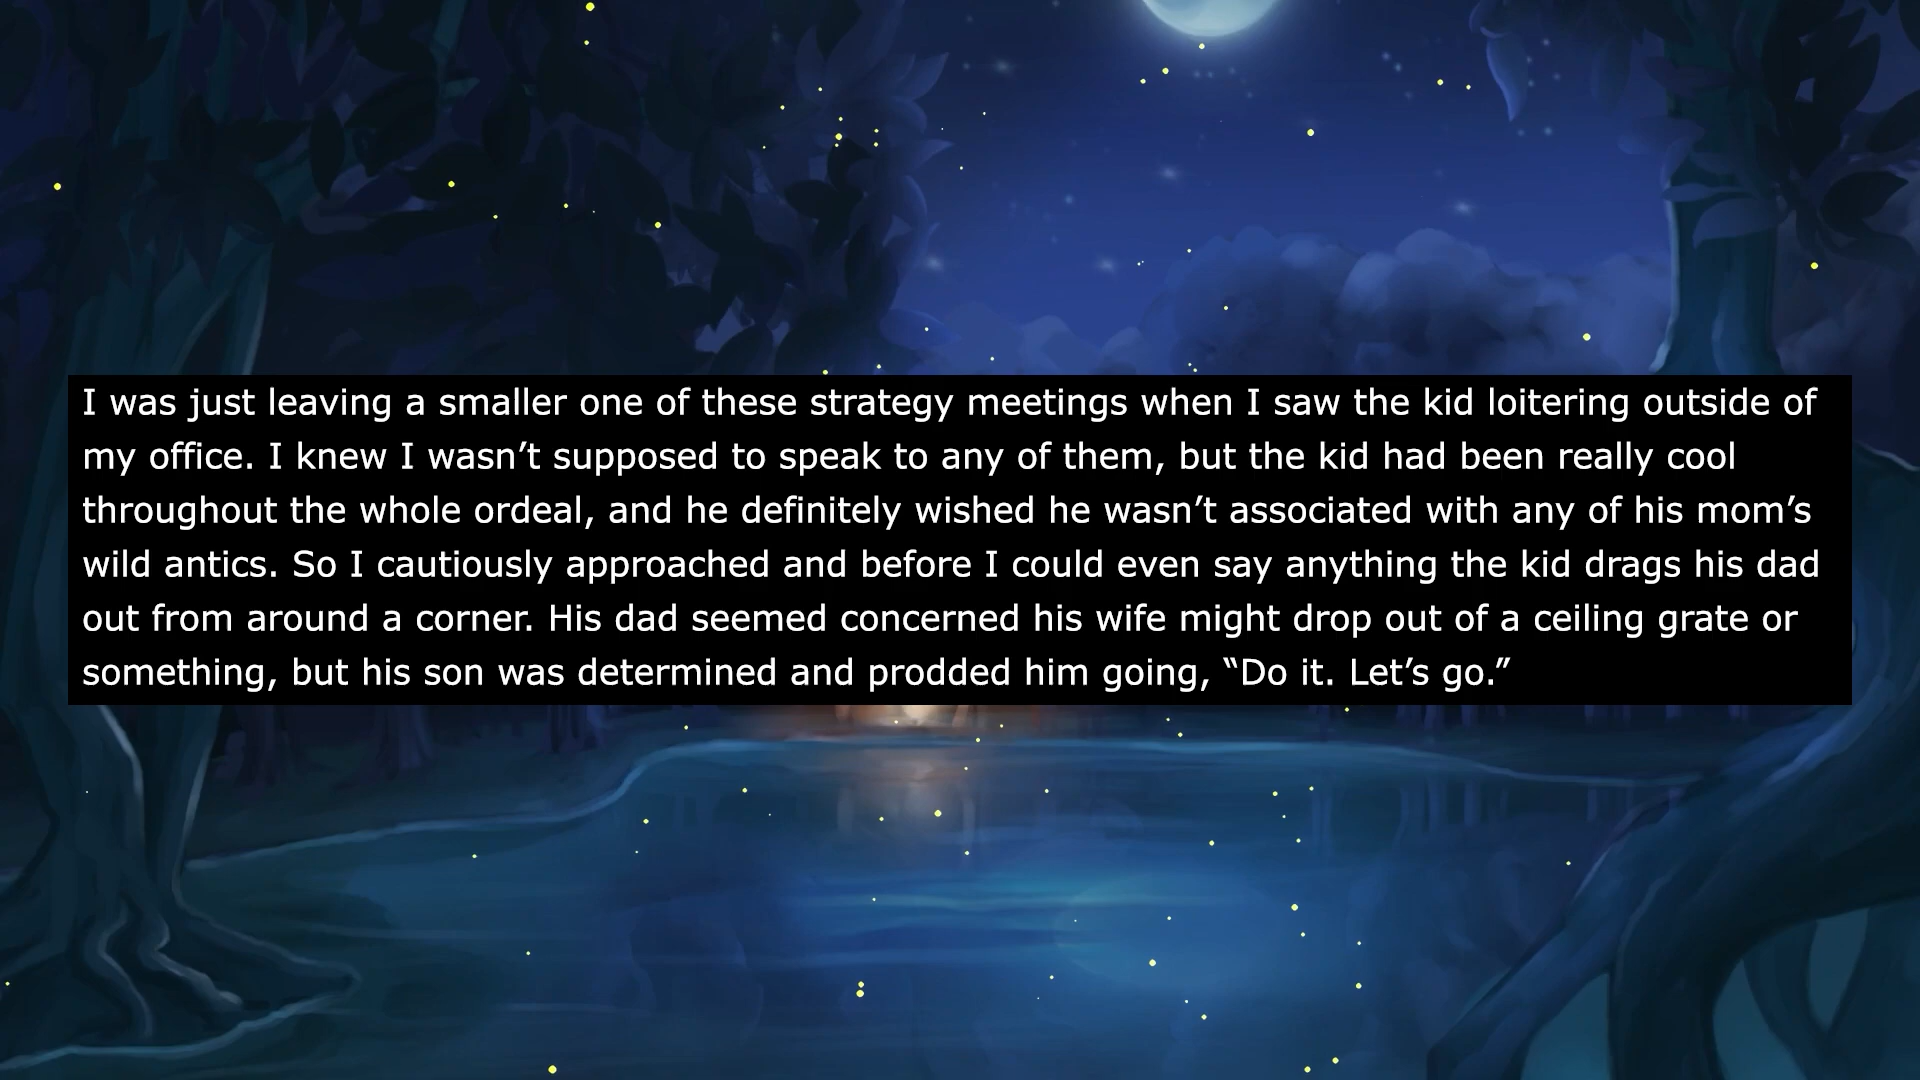 I was just leaving a smaller one of these strategy meetings when I saw the kid loitering outside of
my office. I knew I wasn’t supposed to speak to any of them, but the kid had been really cool
throughout the whole ordeal, and he definitely wished he wasn’t associated with any of his mom’s
wild antics. So I cautiously approached and before I could even say anything the kid drags his dad
out from around a corner. His dad seemed concerned his wife might drop out of a ceiling grate or
something, but his son was determined and prodded him going, “Do it. Let’s go.”